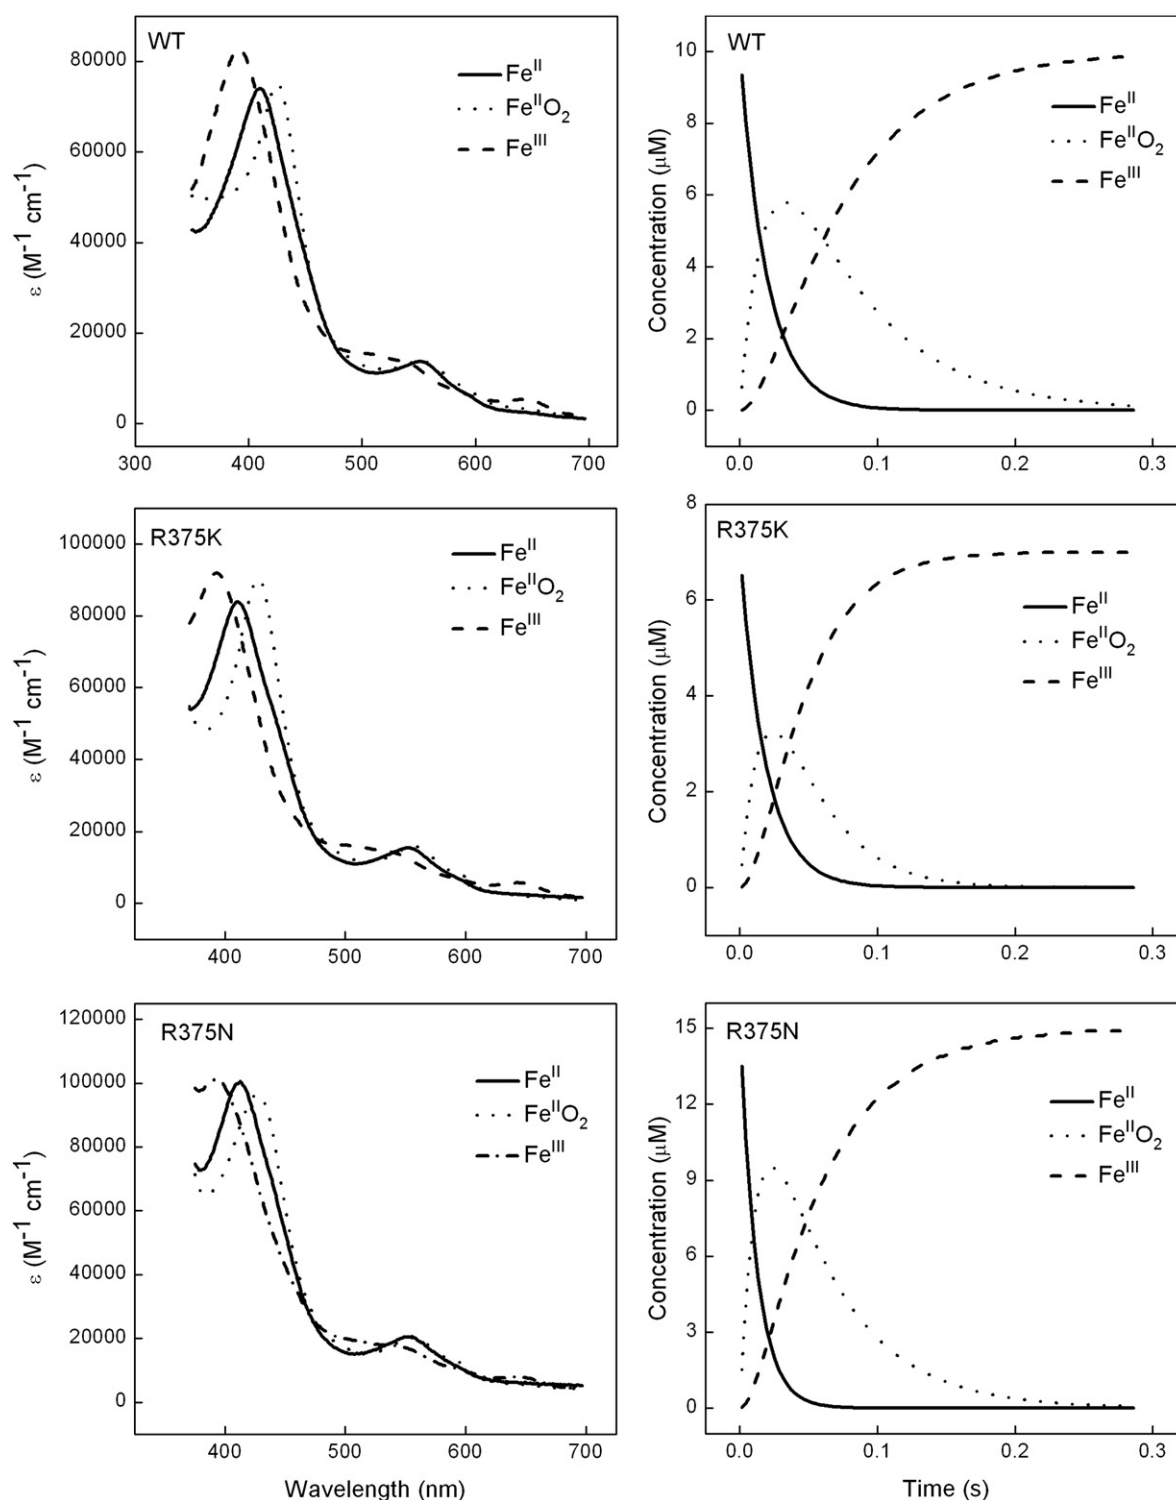 WT
Fe^II
Fe^IIO₂
Fe^III
ε (M⁻¹ cm⁻¹)
80000
60000
40000
20000
0
300 400 500 600 700
WT
Fe^II
Fe^IIO₂
Fe^III
Concentration (μM)
10
8
6
4
2
0
0.0 0.1 0.2 0.3
R375K
Fe^II
Fe^IIO₂
Fe^III
ε (M⁻¹ cm⁻¹)
100000
80000
60000
40000
20000
0
400 500 600 700
R375K
Fe^II
Fe^IIO₂
Fe^III
Concentration (μM)
8
6
4
2
0
0.0 0.1 0.2 0.3
R375N
Fe^II
Fe^IIO₂
Fe^III
ε (M⁻¹ cm⁻¹)
120000
100000
80000
60000
40000
20000
0
400 500 600 700
Wavelength (nm)
R375N
Fe^II
Fe^IIO₂
Fe^III
Concentration (μM)
15
12
9
6
3
0
0.0 0.1 0.2 0.3
Time (s)